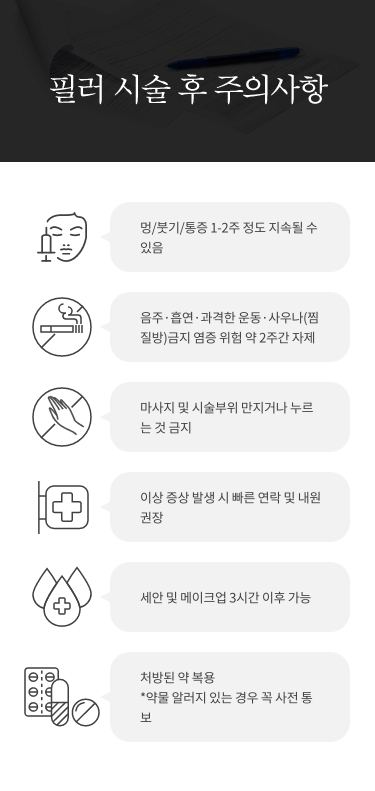 필러 시술 후 주의사항
멍/붓기/통증 1-2주 정도 지속될 수
있음
음주·흡연·과격한 운동·사우나(찜
질방)금지 염증 위험 약 2주간 자제
마사지 및 시술부위 만지거나 누르
는 것 금지
이상 증상 발생 시 빠른 연락 및 내원
권장
세안 및 메이크업 3시간 이후 가능
처방된 약 복용
*약물 알러지 있는 경우 꼭 사전 통
보